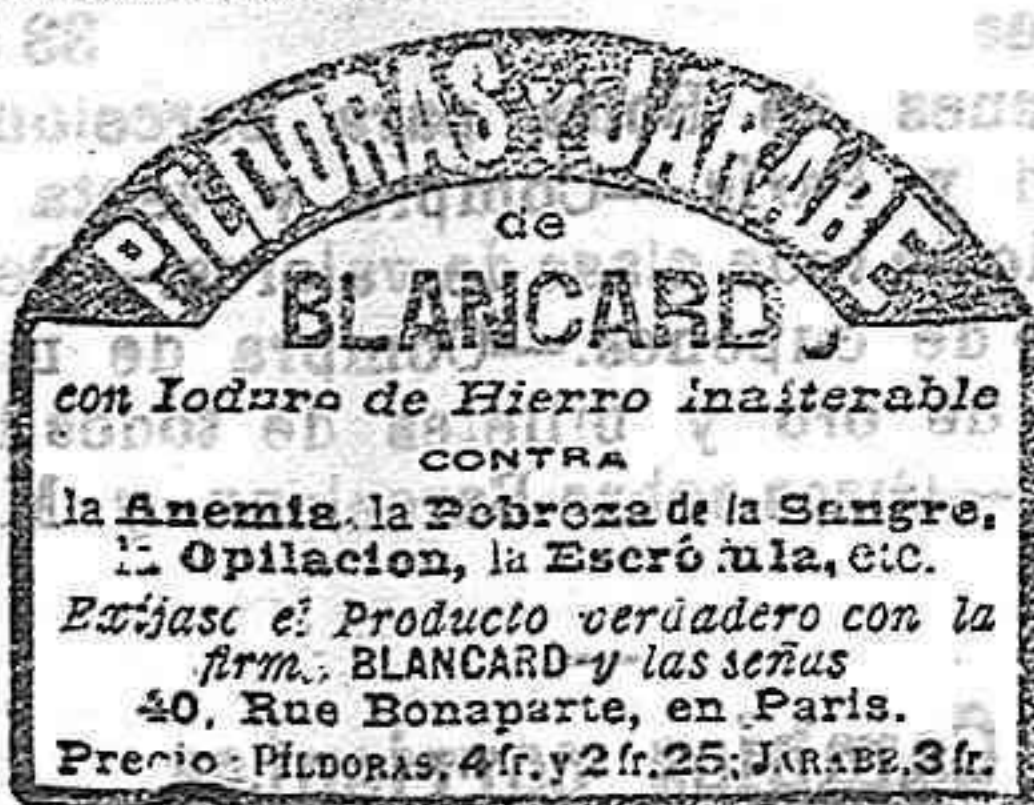 PILDORAS Y JARABE
de
BLANCARD
con Ioduro de Hierro inalterable
CONTRA
la Anemia, la Pobreza de la Sangre,
la Opilacion, la Escrófula, etc.
Exíjase el Producto verdadero con la
firma BLANCARD y las señas
40, Rue Bonaparte, en Paris.
Precio: PÍLDORAS, 4 fr. y 2 fr. 25; JARABE, 3 fr.